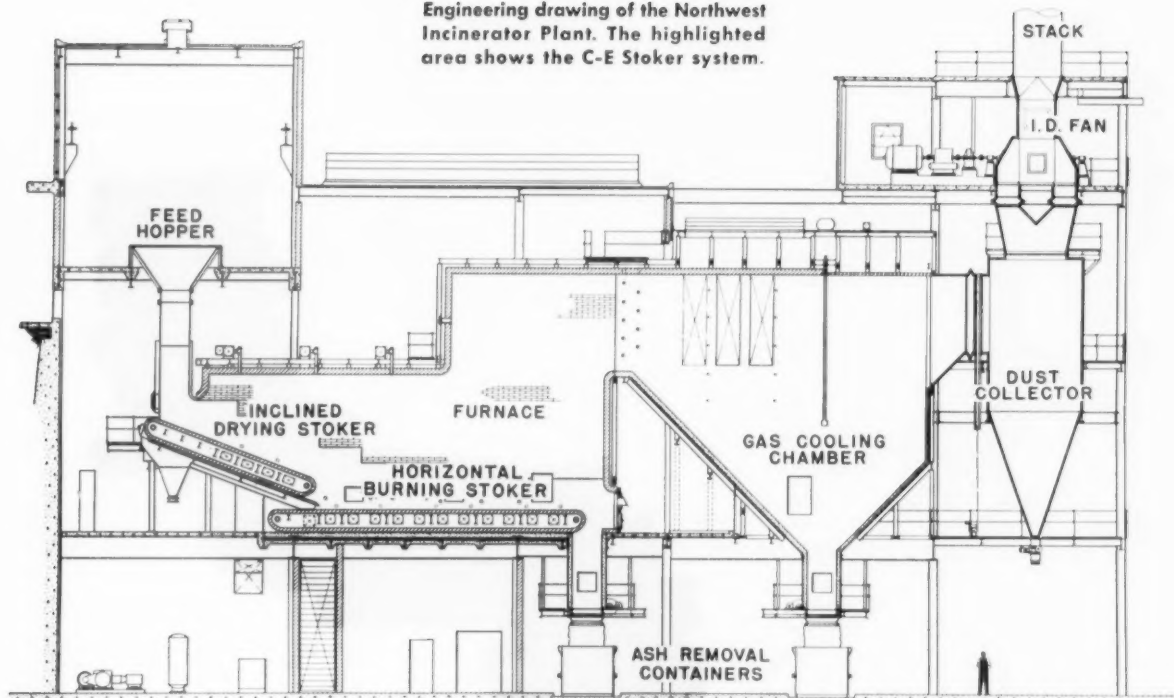 Engineering drawing of the Northwest
Incinerator Plant. The highlighted
area shows the C-E Stoker system.
STACK
I.D. FAN
FEED
HOPPER
INCLINED
DRYING STOKER
FURNACE
HORIZONTAL
BURNING STOKER
GAS COOLING
CHAMBER
DUST
COLLECTOR
ASH REMOVAL
CONTAINERS